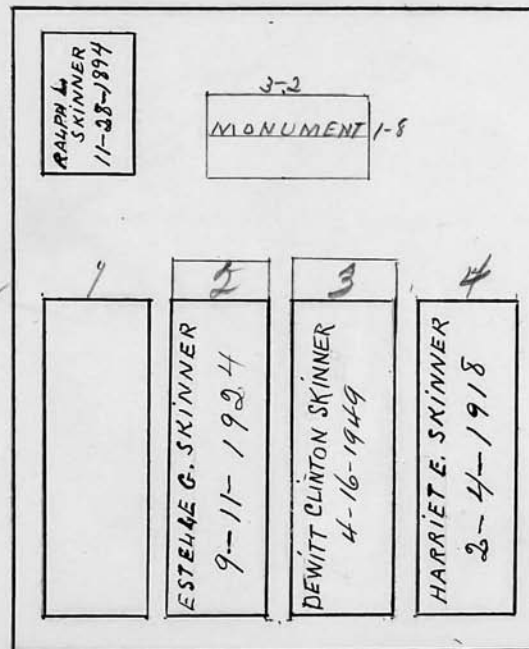 RALPH L.
SKINNER
11-28-1894
3-2
MONUMENT
1-8
1
2
3
4
ESTELLE G. SKINNER
9-11-1924
DEWITT CLINTON SKINNER
4-16-1949
HARRIET E. SKINNER
2-4-1918